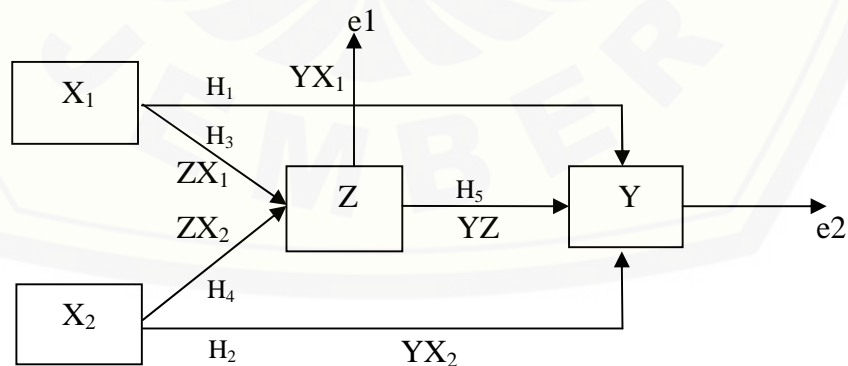 e1
X₁
H₁
YX₁
H₃
ZX₁
Z
H₅
YZ
Y
e2
ZX₂
H₄
X₂
H₂
YX₂